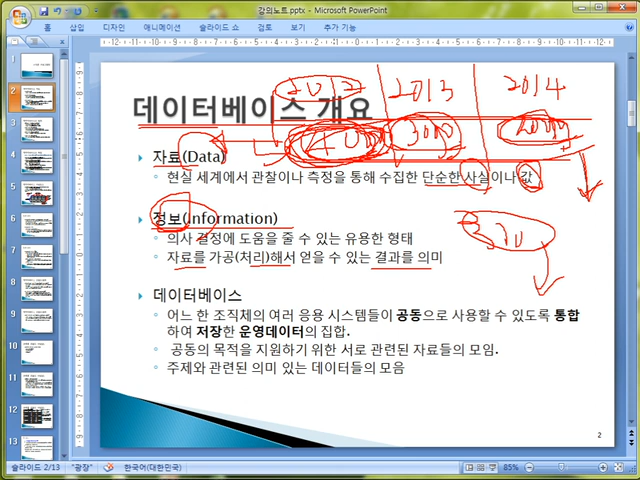 강의노트.pptx - Microsoft PowerPoint
홈 삽입 디자인 애니메이션 슬라이드 쇼 검토 보기 추가 기능
데이터베이스 개요
2012 2013 2014
4000 3000 2000
자료(Data)
현실 세계에서 관찰이나 측정을 통해 수집한 단순한 사실이나 값
정보(Information)
의사 결정에 도움을 줄 수 있는 유용한 형태
자료를 가공(처리)해서 얻을 수 있는 결과를 의미
데이터베이스
어느 한 조직체의 여러 응용 시스템들이 공동으로 사용할 수 있도록 통합
하여 저장한 운영데이터의 집합.
공동의 목적을 지원하기 위한 서로 관련된 자료들의 모임.
주제와 관련된 의미 있는 데이터들의 모음
2
슬라이드 2/13 "광장" 한국어(대한민국) 85%